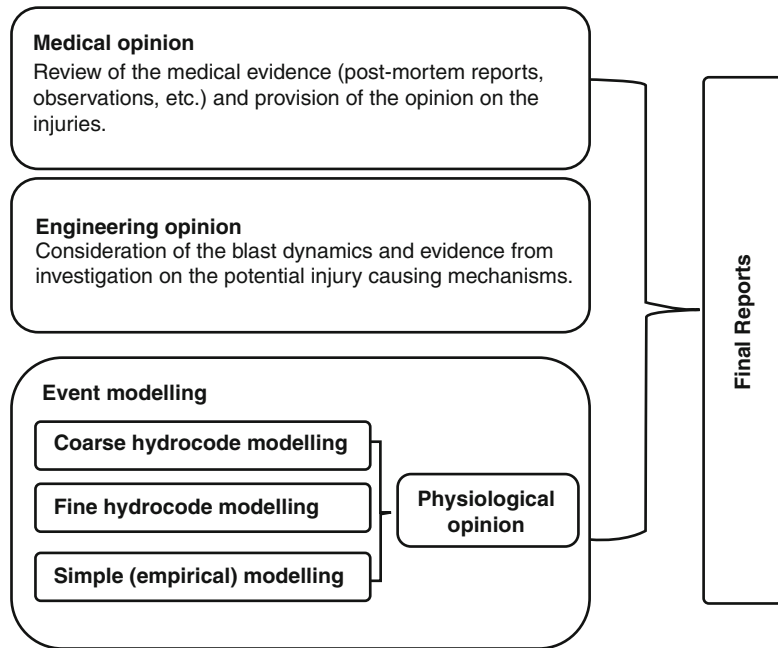 Medical opinion
Review of the medical evidence (post-mortem reports,
observations, etc.) and provision of the opinion on the
injuries.
Engineering opinion
Consideration of the blast dynamics and evidence from
investigation on the potential injury causing mechanisms.
Event modelling
Coarse hydrocode modelling
Fine hydrocode modelling
Simple (empirical) modelling
Physiological
opinion
Final Reports